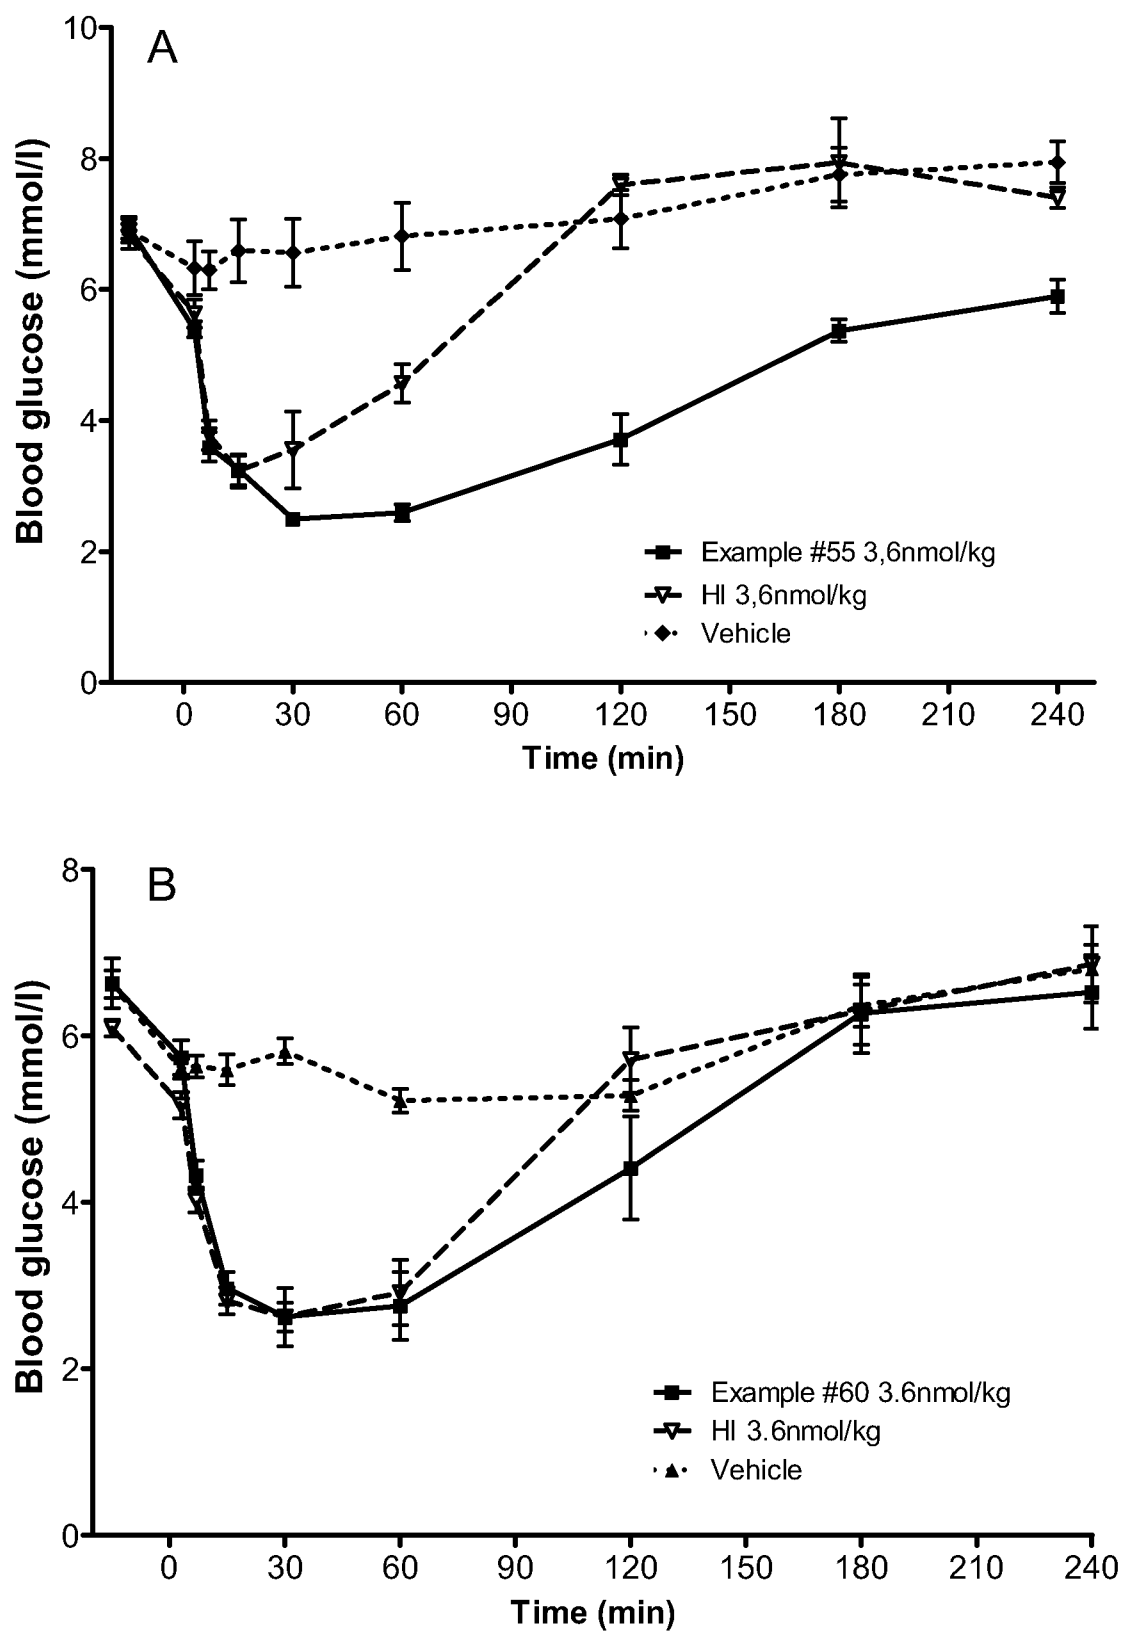 A
Blood glucose (mmol/l)
10
8
6
4
2
0
Example #55 3,6nmol/kg
HI 3,6nmol/kg
Vehicle
0 30 60 90 120 150 180 210 240
Time (min)
B
Blood glucose (mmol/l)
8
6
4
2
0
Example #60 3.6nmol/kg
HI 3.6nmol/kg
Vehicle
0 30 60 90 120 150 180 210 240
Time (min)